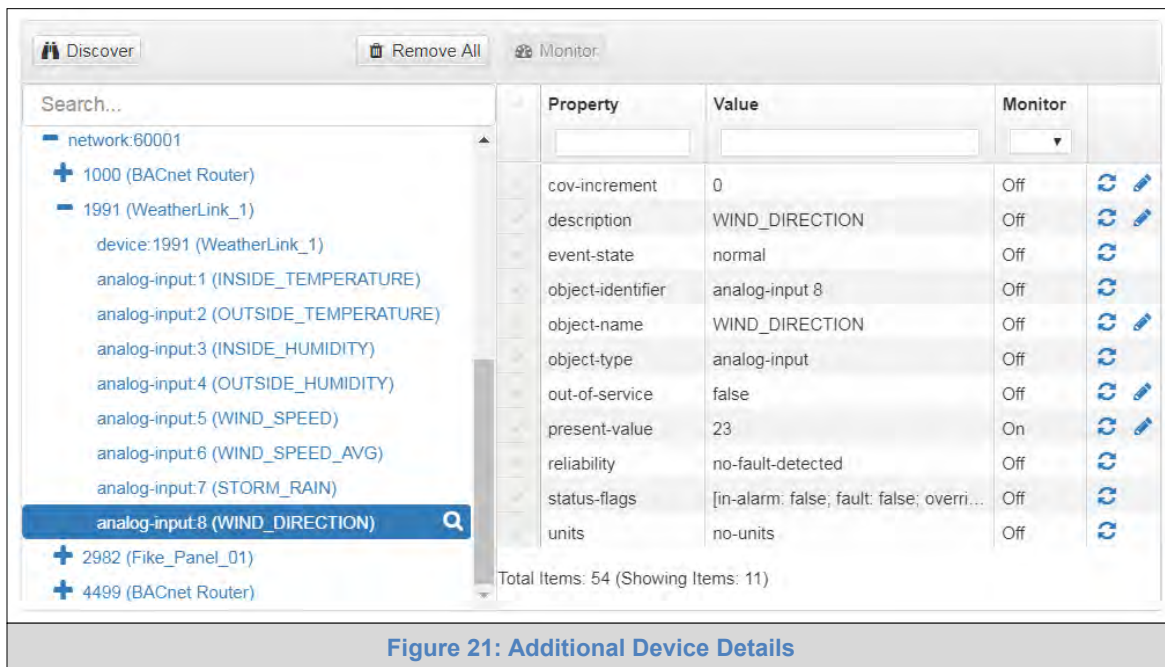 Discover Remove All Monitor
Search...
network:60001
1000 (BACnet Router)
1991 (WeatherLink_1)
device:1991 (WeatherLink_1)
analog-input:1 (INSIDE_TEMPERATURE)
analog-input:2 (OUTSIDE_TEMPERATURE)
analog-input:3 (INSIDE_HUMIDITY)
analog-input:4 (OUTSIDE_HUMIDITY)
analog-input:5 (WIND_SPEED)
analog-input:6 (WIND_SPEED_AVG)
analog-input:7 (STORM_RAIN)
analog-input:8 (WIND_DIRECTION)
2982 (Fike_Panel_01)
4499 (BACnet Router)
Property Value Monitor
cov-increment 0 Off
description WIND_DIRECTION Off
event-state normal Off
object-identifier analog-input 8 Off
object-name WIND_DIRECTION Off
object-type analog-input Off
out-of-service false Off
present-value 23 On
reliability no-fault-detected Off
status-flags [in-alarm: false; fault: false; overri... Off
units no-units Off
Total Items: 54 (Showing Items: 11)
Figure 21: Additional Device Details